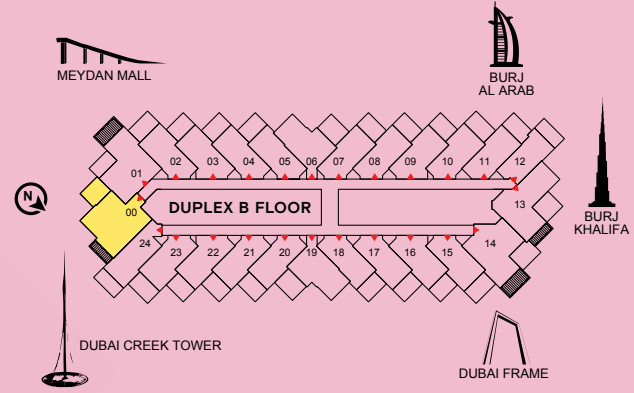 MEYDAN MALL
BURJ
AL ARAB
BURJ
KHALIFA
N
01
02
03
04
05
06
07
08
09
10
11
12
00
DUPLEX B FLOOR
13
24
23
22
21
20
19
18
17
16
15
14
DUBAI CREEK TOWER
DUBAI FRAME